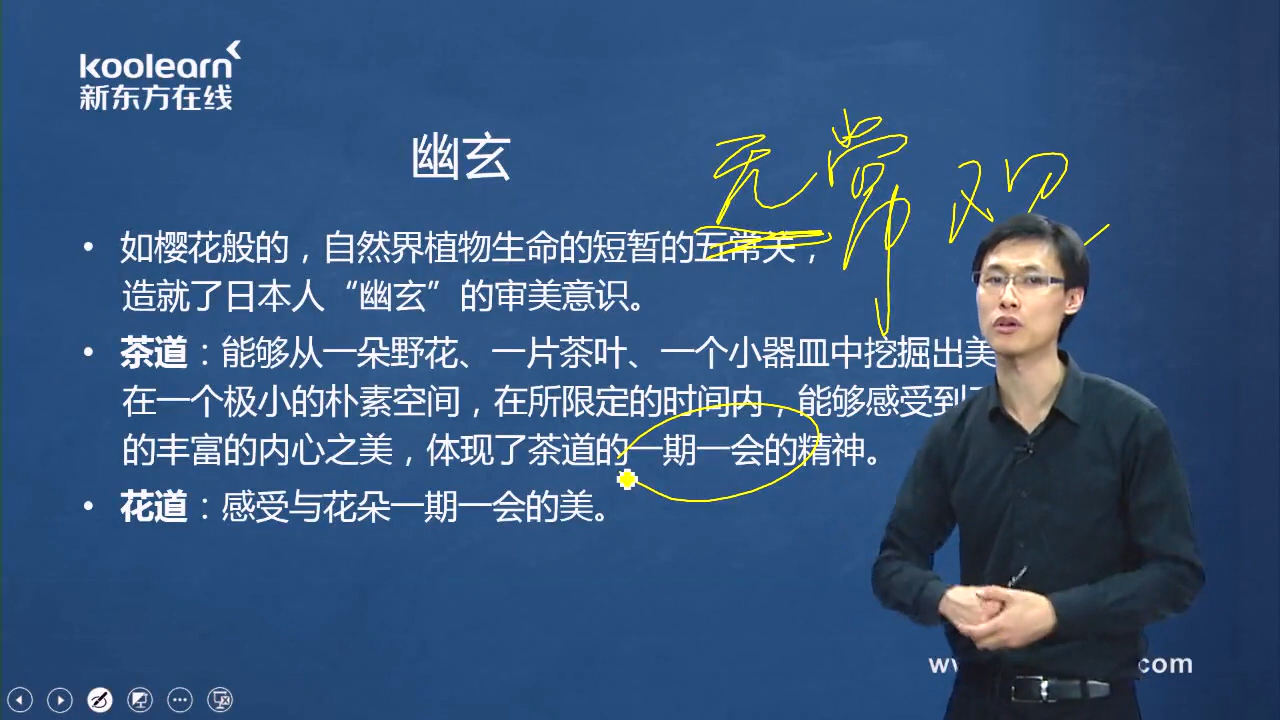 koolearn
新东方在线
幽玄
无常观
• 如樱花般的，自然界植物生命的短暂的五常关，
造就了日本人“幽玄”的审美意识。
• 茶道：能够从一朵野花、一片茶叶、一个小器皿中挖掘出美
在一个极小的朴素空间，在所限定的时间内，能够感受到
的丰富的内心之美，体现了茶道的一期一会的精神。
• 花道：感受与花朵一期一会的美。
com